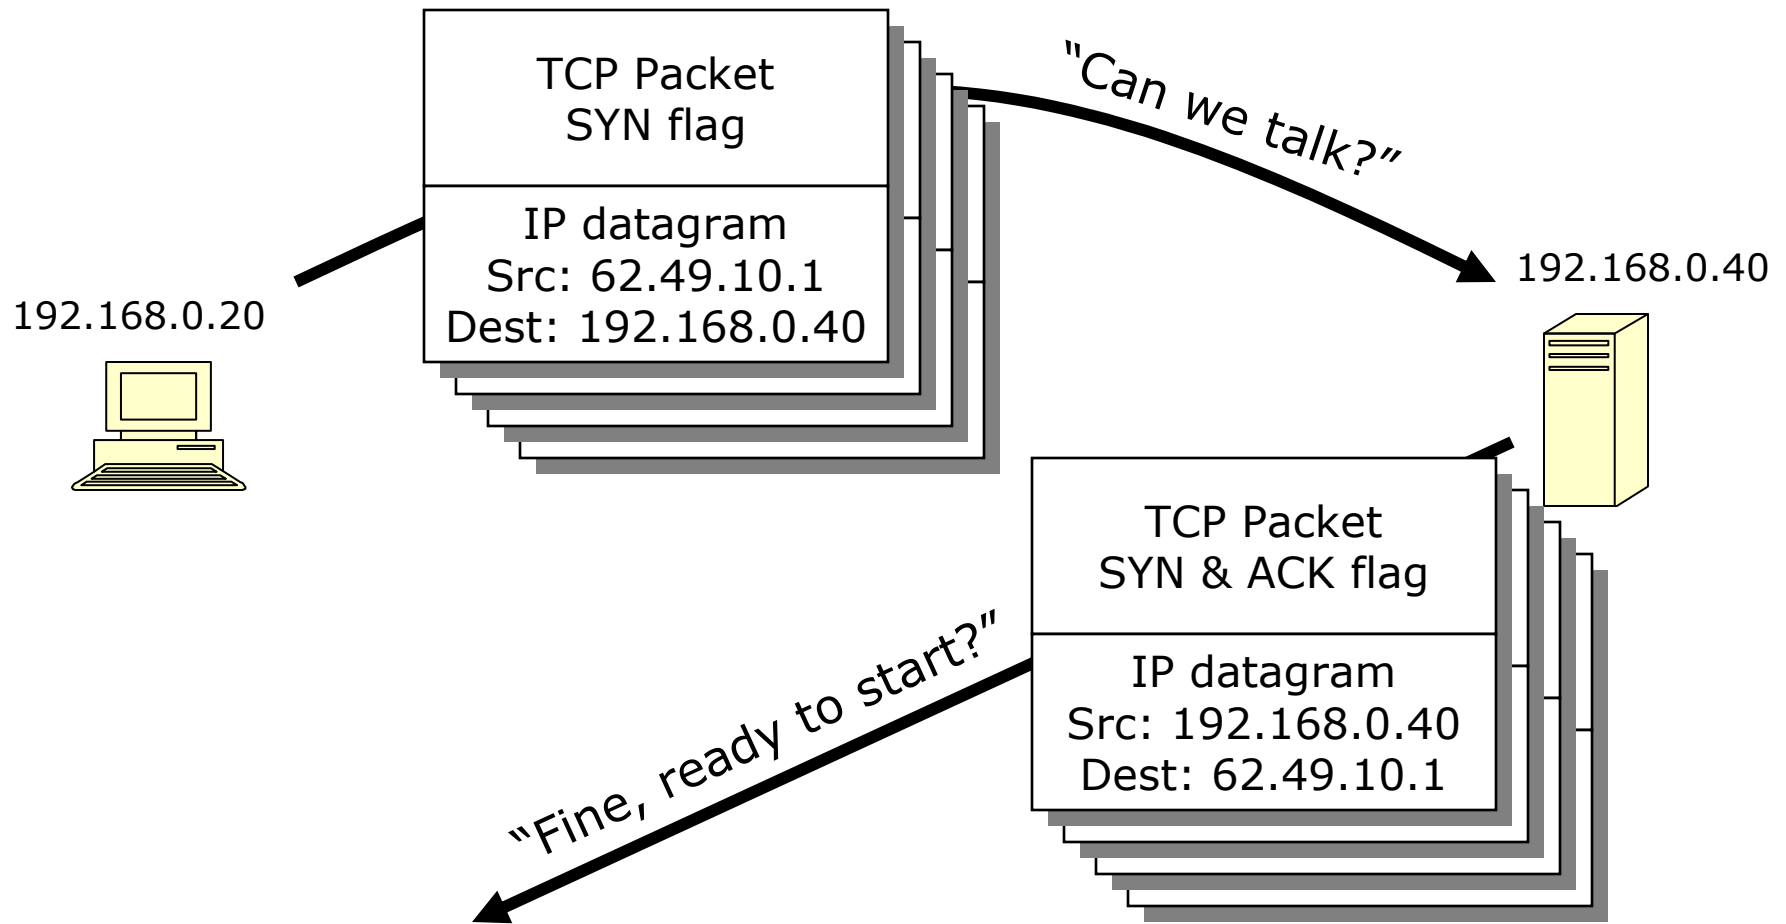 TCP Packet
SYN flag
IP datagram
Src: 62.49.10.1
Dest: 192.168.0.40
“Can we talk?”
192.168.0.20
192.168.0.40
TCP Packet
SYN & ACK flag
IP datagram
Src: 192.168.0.40
Dest: 62.49.10.1
“Fine, ready to start?”